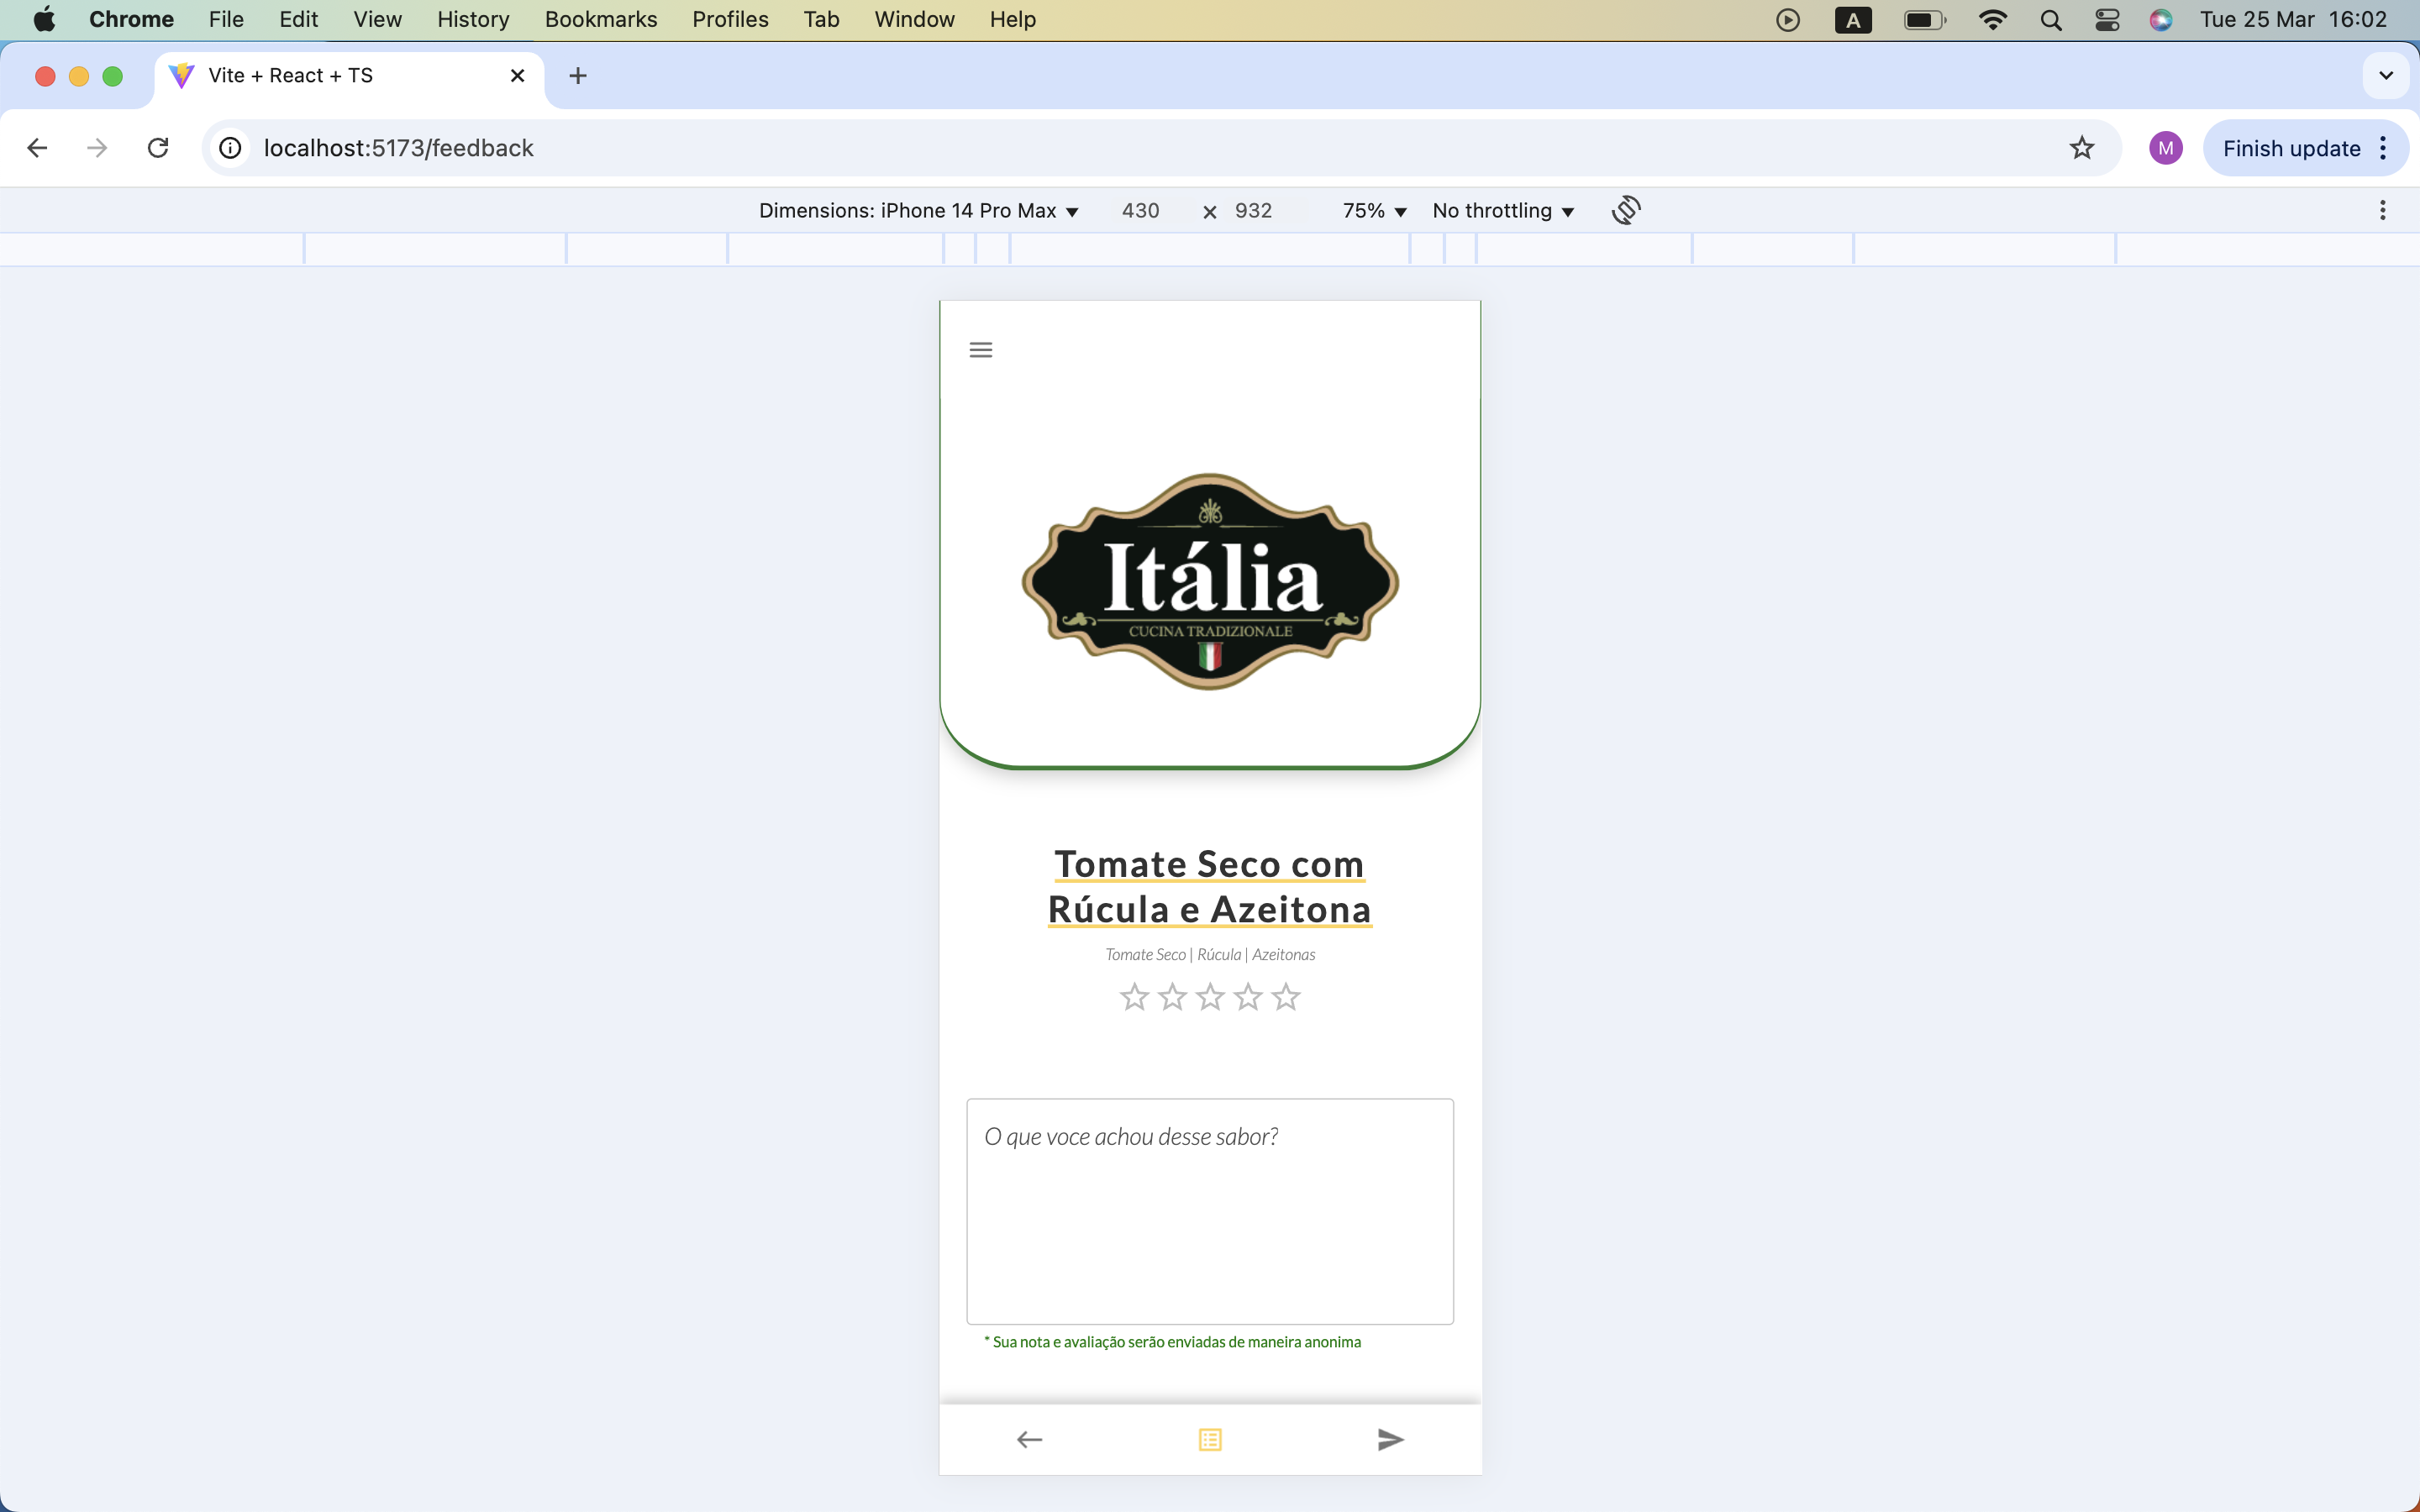 Chrome File Edit View History Bookmarks Profiles Tab Window Help A Tue 25 Mar 16:02
Vite + React + TS
localhost:5173/feedback M Finish update
Dimensions: iPhone 14 Pro Max 430 × 932 75% No throttling
Itália
CUCINA TRADIZIONALE
Tomate Seco com
Rúcula e Azeitona
Tomate Seco | Rúcula | Azeitonas
O que voce achou desse sabor?
* Sua nota e avaliação serão enviadas de maneira anonima